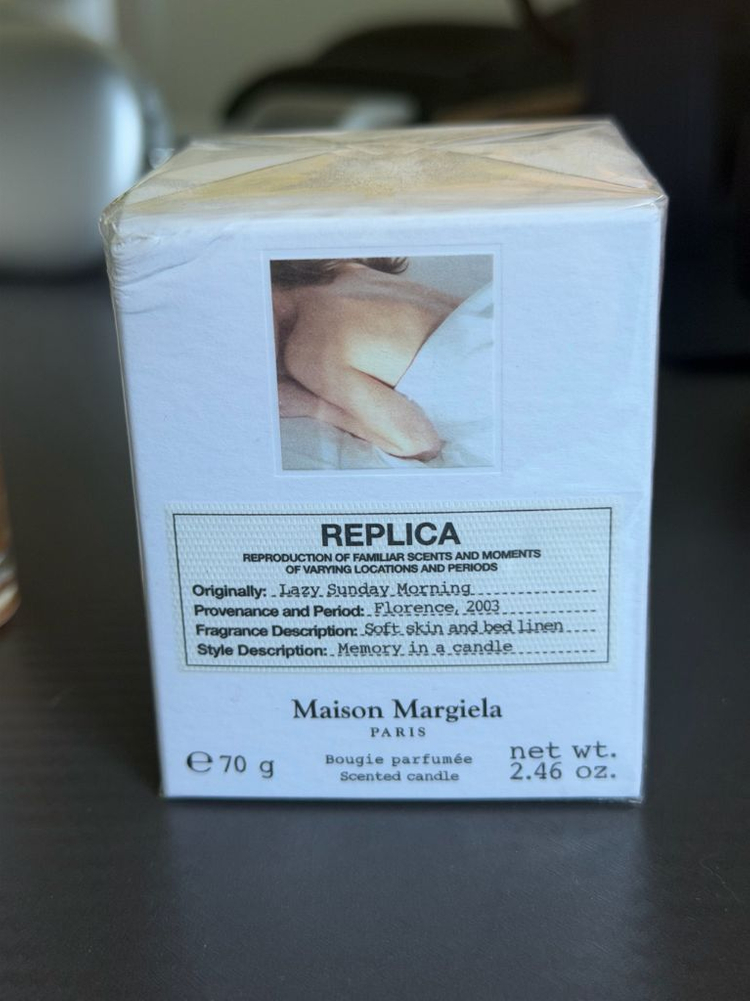 REPLICA
REPRODUCTION OF FAMILIAR SCENTS AND MOMENTS
OF VARYING LOCATIONS AND PERIODS
Originally: Lazy Sunday Morning
Provenance and Period: Florence, 2003
Fragrance Description: Soft skin and bed linen
Style Description: Memory in a candle
Maison Margiela
PARIS
℮ 70 g
Bougie parfumée
Scented candle
net wt.
2.46 oz.